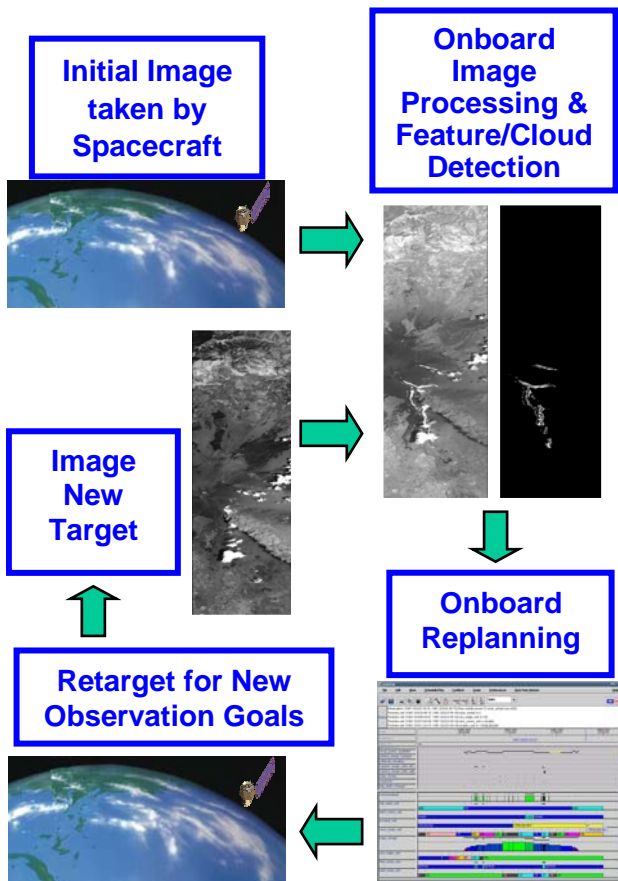 Initial Image
taken by
Spacecraft
Onboard
Image
Processing &
Feature/Cloud
Detection
Image
New
Target
Onboard
Replanning
Retarget for New
Observation Goals